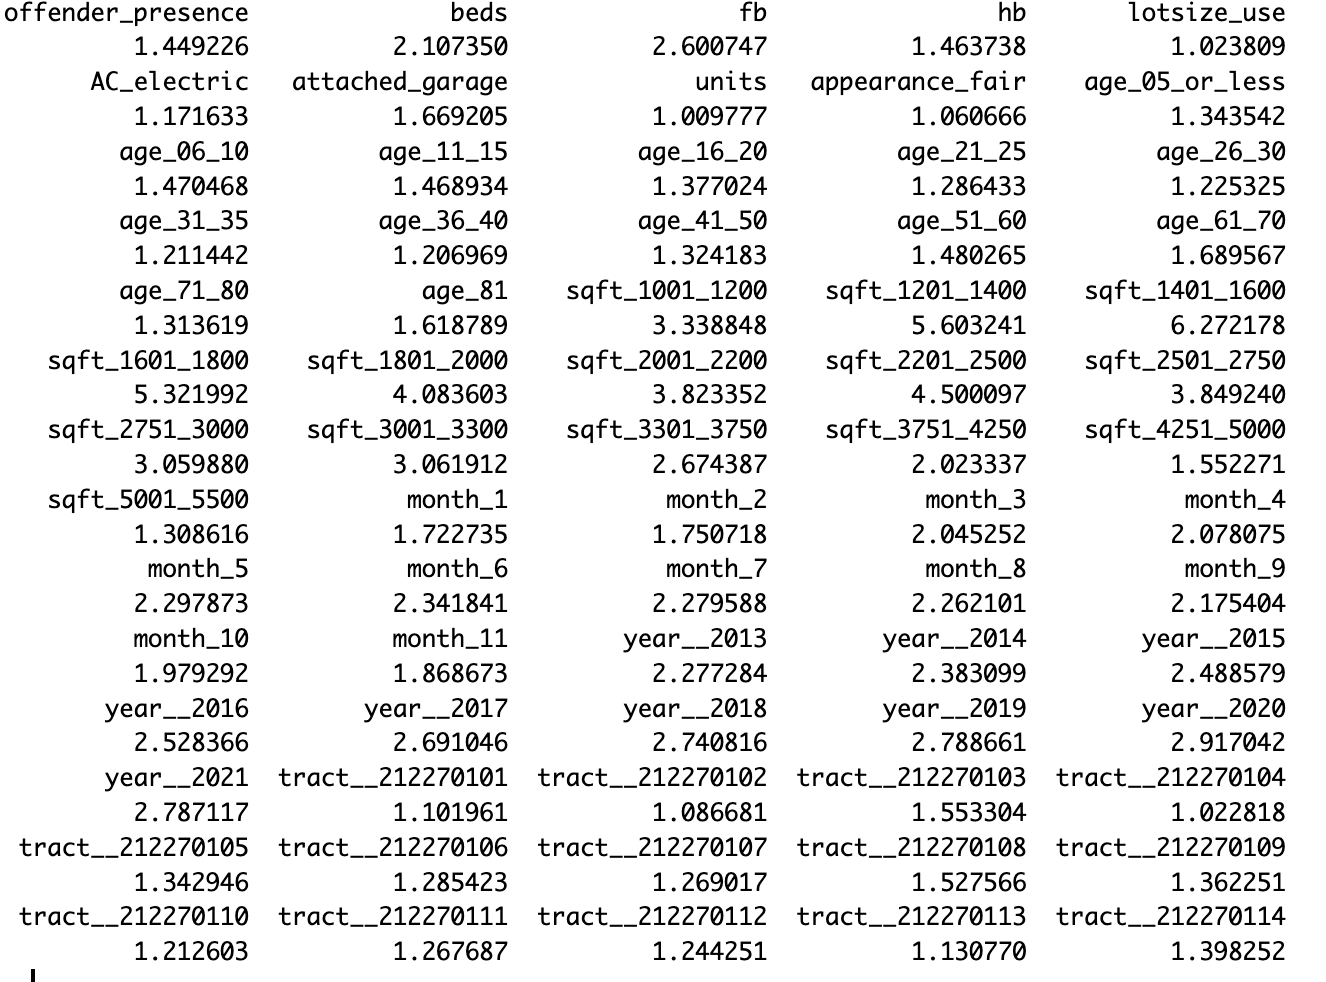 offender_presence beds fb hb lotsize_use
1.449226 2.107350 2.600747 1.463738 1.023809
AC_electric attached_garage units appearance_fair age_05_or_less
1.171633 1.669205 1.009777 1.060666 1.343542
age_06_10 age_11_15 age_16_20 age_21_25 age_26_30
1.470468 1.468934 1.377024 1.286433 1.225325
age_31_35 age_36_40 age_41_50 age_51_60 age_61_70
1.211442 1.206969 1.324183 1.480265 1.689567
age_71_80 age_81 sqft_1001_1200 sqft_1201_1400 sqft_1401_1600
1.313619 1.618789 3.338848 5.603241 6.272178
sqft_1601_1800 sqft_1801_2000 sqft_2001_2200 sqft_2201_2500 sqft_2501_2750
5.321992 4.083603 3.823352 4.500097 3.849240
sqft_2751_3000 sqft_3001_3300 sqft_3301_3750 sqft_3751_4250 sqft_4251_5000
3.059880 3.061912 2.674387 2.023337 1.552271
sqft_5001_5500 month_1 month_2 month_3 month_4
1.308616 1.722735 1.750718 2.045252 2.078075
month_5 month_6 month_7 month_8 month_9
2.297873 2.341841 2.279588 2.262101 2.175404
month_10 month_11 year__2013 year__2014 year__2015
1.979292 1.868673 2.277284 2.383099 2.488579
year__2016 year__2017 year__2018 year__2019 year__2020
2.528366 2.691046 2.740816 2.788661 2.917042
year__2021 tract__212270101 tract__212270102 tract__212270103 tract__212270104
2.787117 1.101961 1.086681 1.553304 1.022818
tract__212270105 tract__212270106 tract__212270107 tract__212270108 tract__212270109
1.342946 1.285423 1.269017 1.527566 1.362251
tract__212270110 tract__212270111 tract__212270112 tract__212270113 tract__212270114
1.212603 1.267687 1.244251 1.130770 1.398252